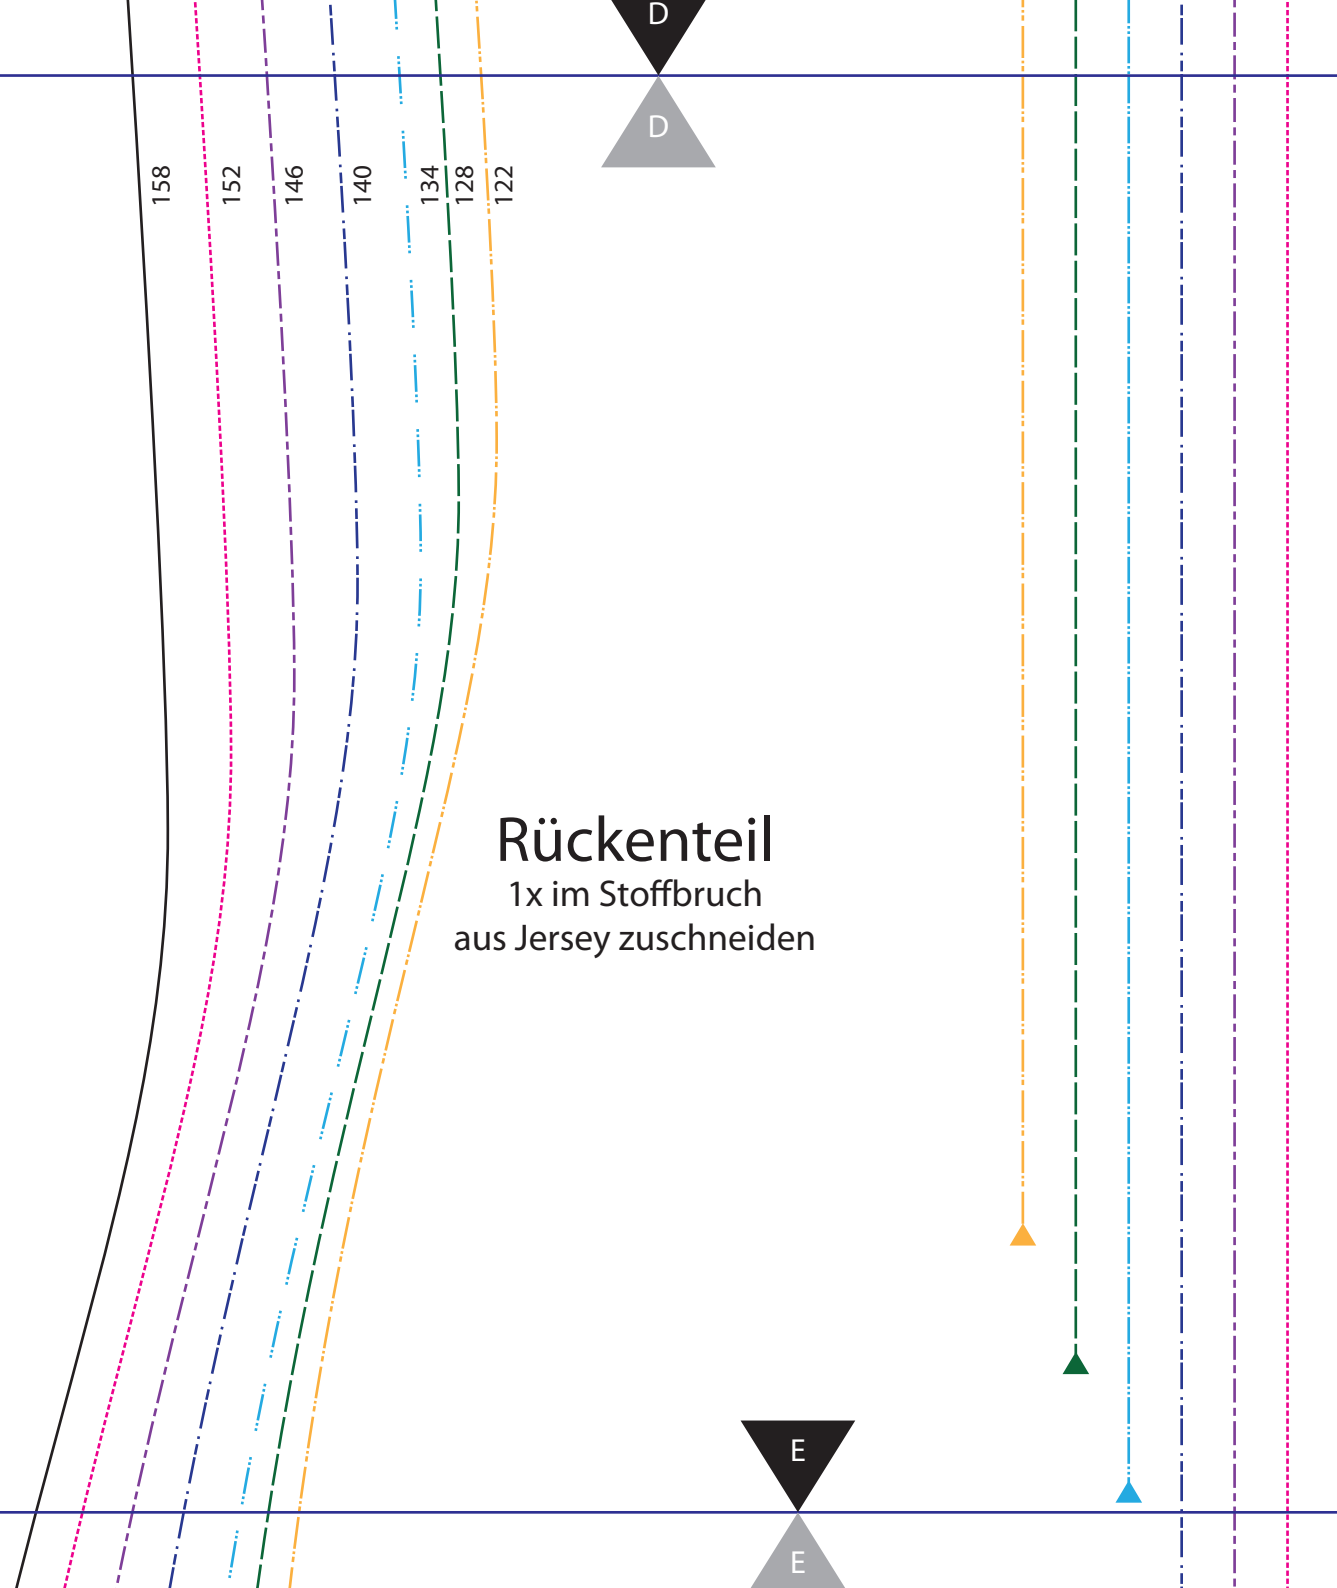 D
D
158
152
146
140
134
128
122
Rückenteil
1x im Stoffbruch
aus Jersey zuschneiden
E
E